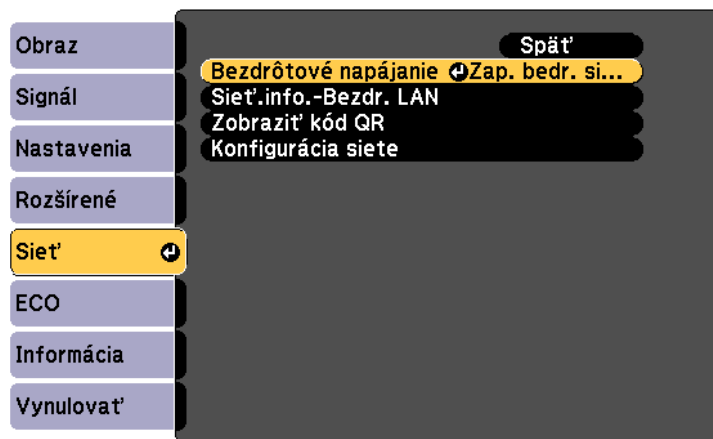 Obraz
Signál
Nastavenia
Rozšírené
Sieť
ECO
Informácia
Vynulovať
Späť
Bezdrôtové napájanie Zap. bedr. si...
Sieť.info.-Bezdr. LAN
Zobraziť kód QR
Konfigurácia siete